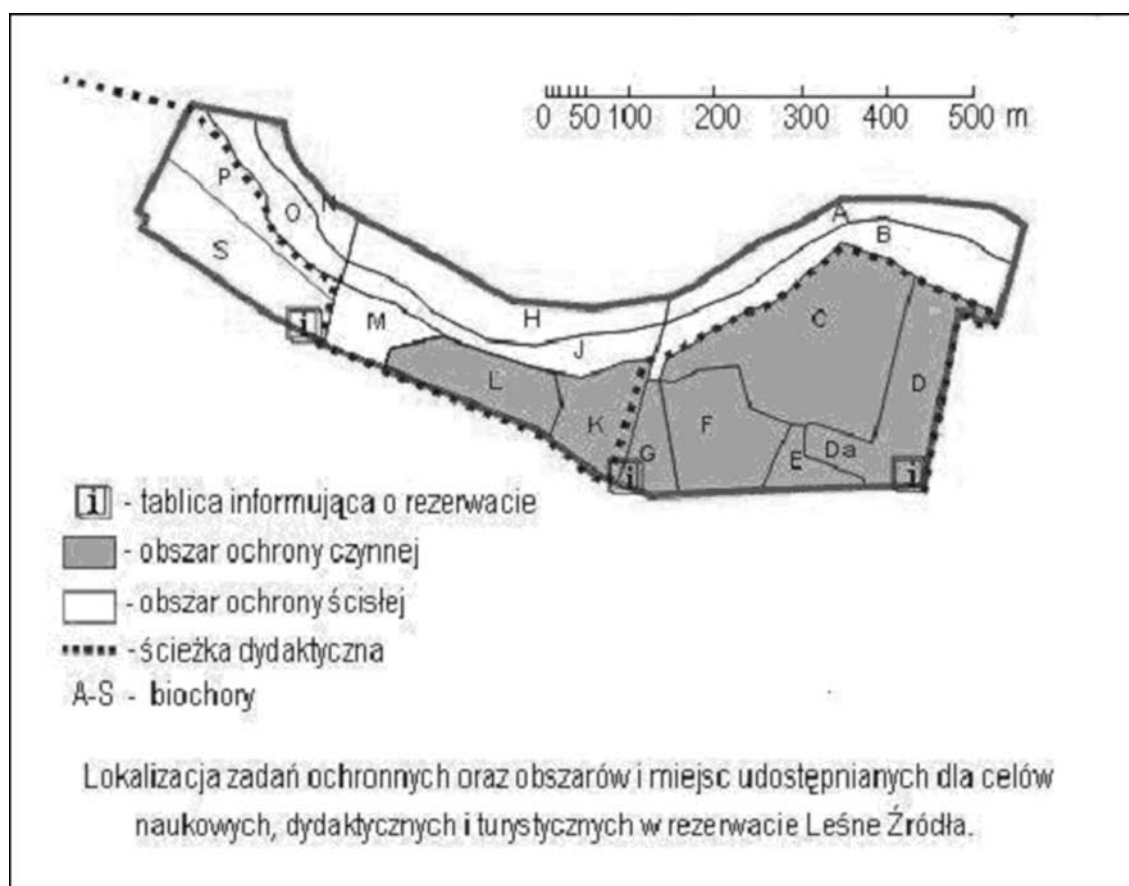 0 50 100 200 300 400 500 m
A
B
P
O
N
S
H
C
M
J
D
L
F
K
G
E
Da
i
i
i
i - tablica informująca o rezerwacie
- obszar ochrony czynnej
- obszar ochrony ścisłej
- ścieżka dydaktyczna
A-S - biochory
Lokalizacja zadań ochronnych oraz obszarów i miejsc udostępnianych dla celów
naukowych, dydaktycznych i turystycznych w rezerwacie Leśne Źródła.